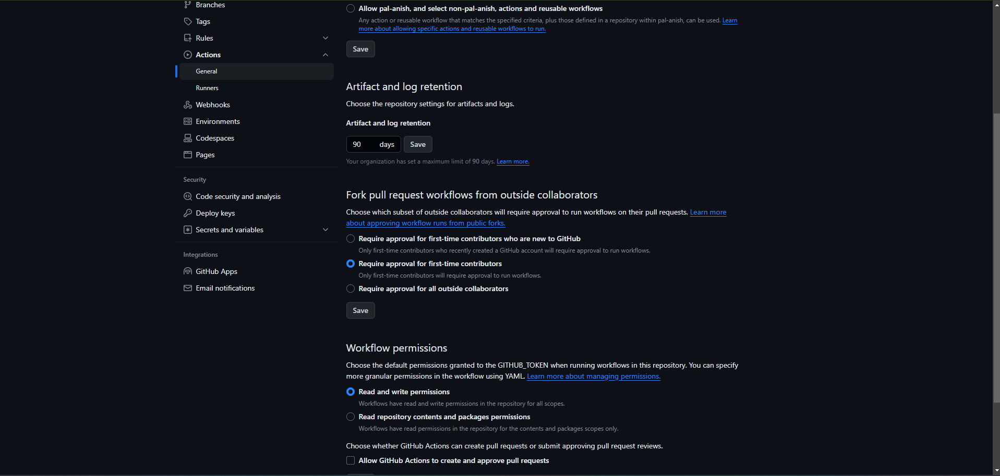 Branches
Tags
Rules
Actions
General
Runners
Webhooks
Environments
Codespaces
Pages
Security
Code security and analysis
Deploy keys
Secrets and variables
Integrations
GitHub Apps
Email notifications
Allow pal-anish, and select non-pal-anish, actions and reusable workflows
Any action or reusable workflow that matches the specified criteria, plus those defined in a repository within pal-anish, can be used. Learn
more about allowing specific actions and reusable workflows to run.
Save
Artifact and log retention
Choose the repository settings for artifacts and logs.
Artifact and log retention
90 days Save
Your organization has set a maximum limit of 90 days. Learn more.
Fork pull request workflows from outside collaborators
Choose which subset of outside collaborators will require approval to run workflows on their pull requests. Learn more
about approving workflow runs from public forks.
Require approval for first-time contributors who are new to GitHub
Only first-time contributors who recently created a GitHub account will require approval to run workflows.
Require approval for first-time contributors
Only first-time contributors will require approval to run workflows.
Require approval for all outside collaborators
Save
Workflow permissions
Choose the default permissions granted to the GITHUB_TOKEN when running workflows in this repository. You can specify
more granular permissions in the workflow using YAML. Learn more about managing permissions.
Read and write permissions
Workflows have read and write permissions in the repository for all scopes.
Read repository contents and packages permissions
Workflows have read permissions in the repository for the contents and packages scopes only.
Choose whether GitHub Actions can create pull requests or submit approving pull request reviews.
Allow GitHub Actions to create and approve pull requests